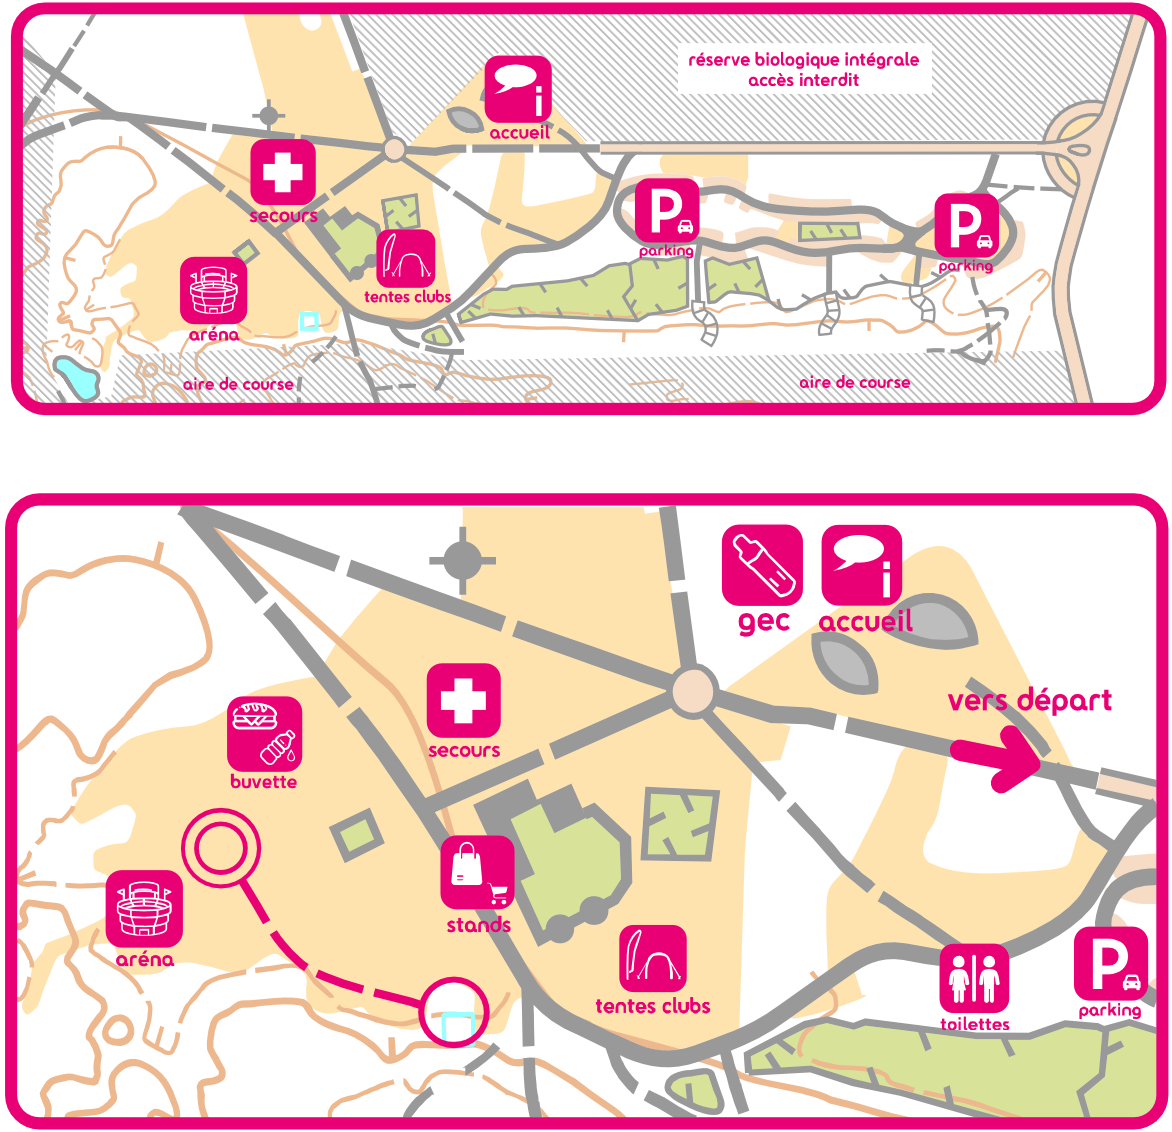 réserve biologique intégrale
accès interdit
i
accueil
secours
P
parking
P
parking
tentes clubs
aréna
aire de course
aire de course
i
gec
accueil
vers départ
secours
buvette
stands
aréna
P
tentes clubs
parking
toilettes